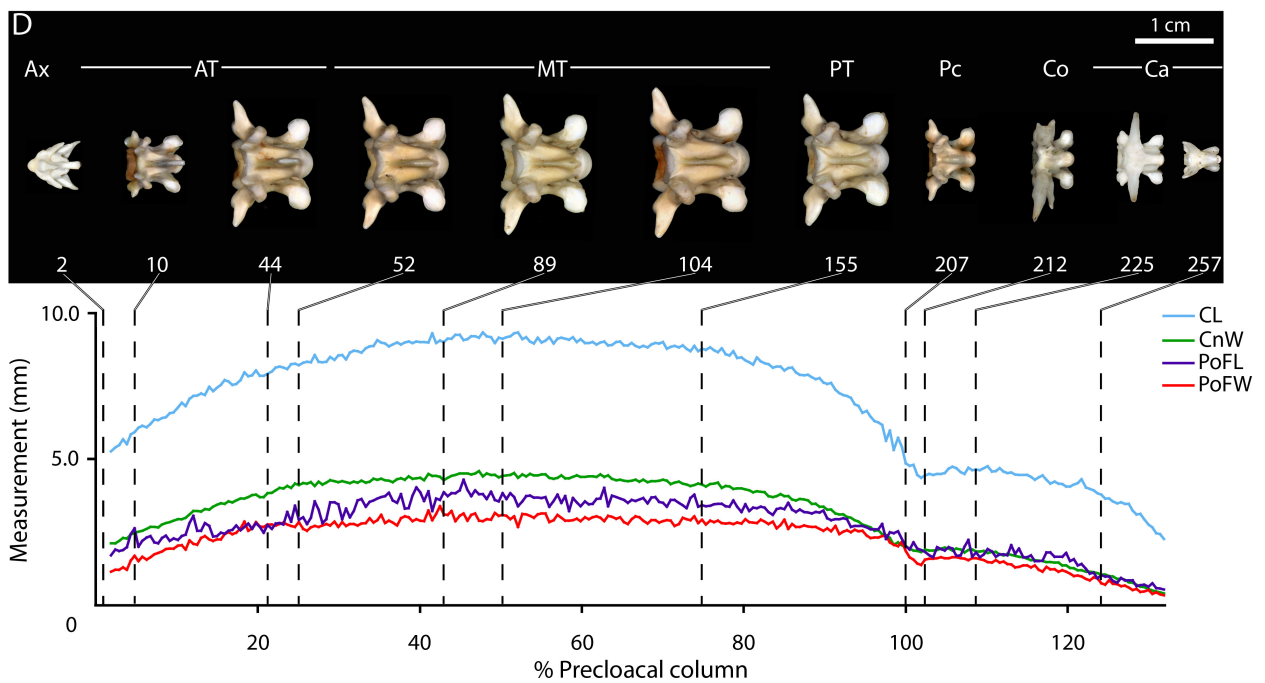 D
1 cm
Ax AT MT PT Pc Co Ca
2 10 44 52 89 104 155 207 212 225 257
10.0
5.0
0
Measurement (mm)
CL
CnW
PoFL
PoFW
20 40 60 80 100 120
% Precloacal column